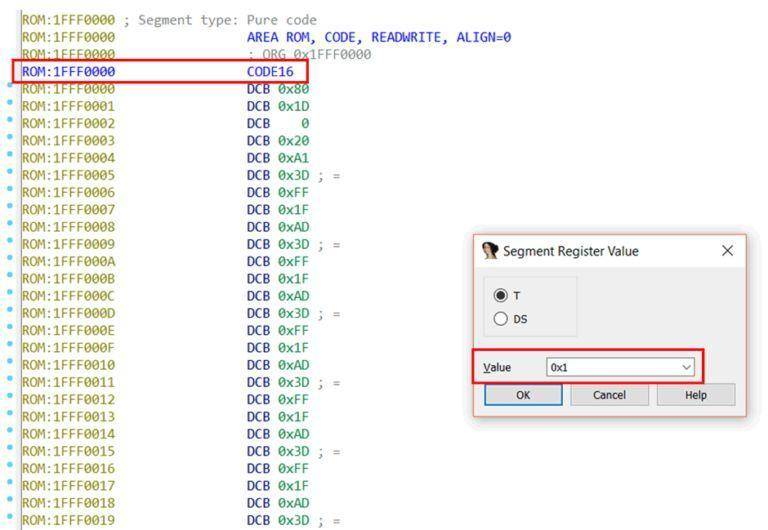 ROM:1FFF0000 ; Segment type: Pure code
ROM:1FFF0000 AREA ROM, CODE, READWRITE, ALIGN=0
ROM:1FFF0000 ; ORG 0x1FFF0000
ROM:1FFF0000 CODE16
ROM:1FFF0000 DCB 0x80
ROM:1FFF0001 DCB 0x1D
ROM:1FFF0002 DCB 0
ROM:1FFF0003 DCB 0x20
ROM:1FFF0004 DCB 0xA1
ROM:1FFF0005 DCB 0x3D ; =
ROM:1FFF0006 DCB 0xFF
ROM:1FFF0007 DCB 0x1F
ROM:1FFF0008 DCB 0xAD
ROM:1FFF0009 DCB 0x3D ; =
ROM:1FFF000A DCB 0xFF
ROM:1FFF000B DCB 0x1F
ROM:1FFF000C DCB 0xAD
ROM:1FFF000D DCB 0x3D ; =
ROM:1FFF000E DCB 0xFF
ROM:1FFF000F DCB 0x1F
ROM:1FFF0010 DCB 0xAD
ROM:1FFF0011 DCB 0x3D ; =
ROM:1FFF0012 DCB 0xFF
ROM:1FFF0013 DCB 0x1F
ROM:1FFF0014 DCB 0xAD
ROM:1FFF0015 DCB 0x3D ; =
ROM:1FFF0016 DCB 0xFF
ROM:1FFF0017 DCB 0x1F
ROM:1FFF0018 DCB 0xAD
ROM:1FFF0019 DCB 0x3D ; =
Segment Register Value
T
DS
Value 0x1
OK Cancel Help